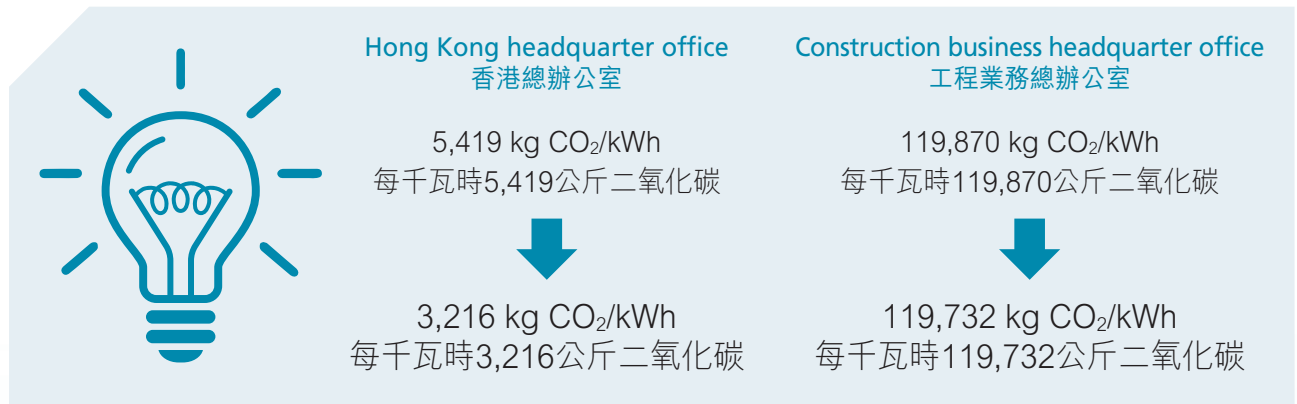 Hong Kong headquarter office
香港總辦公室
5,419 kg CO₂/kWh
每千瓦時5,419公斤二氧化碳
3,216 kg CO₂/kWh
每千瓦時3,216公斤二氧化碳
Construction business headquarter office
工程業務總辦公室
119,870 kg CO₂/kWh
每千瓦時119,870公斤二氧化碳
119,732 kg CO₂/kWh
每千瓦時119,732公斤二氧化碳